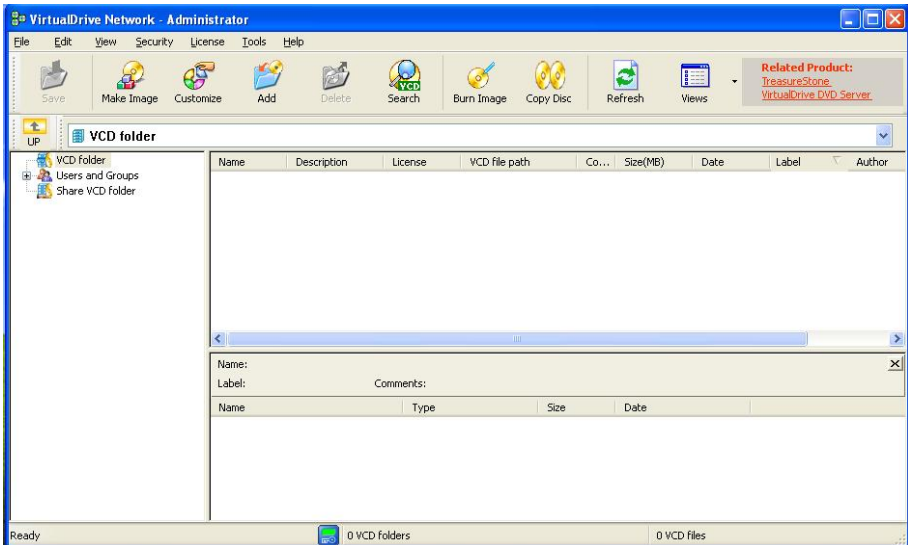 VirtualDrive Network - Administrator
File Edit View Security License Tools Help
Save Make Image Customize Add Delete Search Burn Image Copy Disc Refresh Views
VCD
Related Product:
TreasureStone
VirtualDrive DVD Server
UP VCD folder
VCD folder
Users and Groups
Share VCD folder
Name Description License VCD file path Co... Size(MB) Date Label Author
Name:
Label: Comments:
Name Type Size Date
Ready 0 VCD folders 0 VCD files